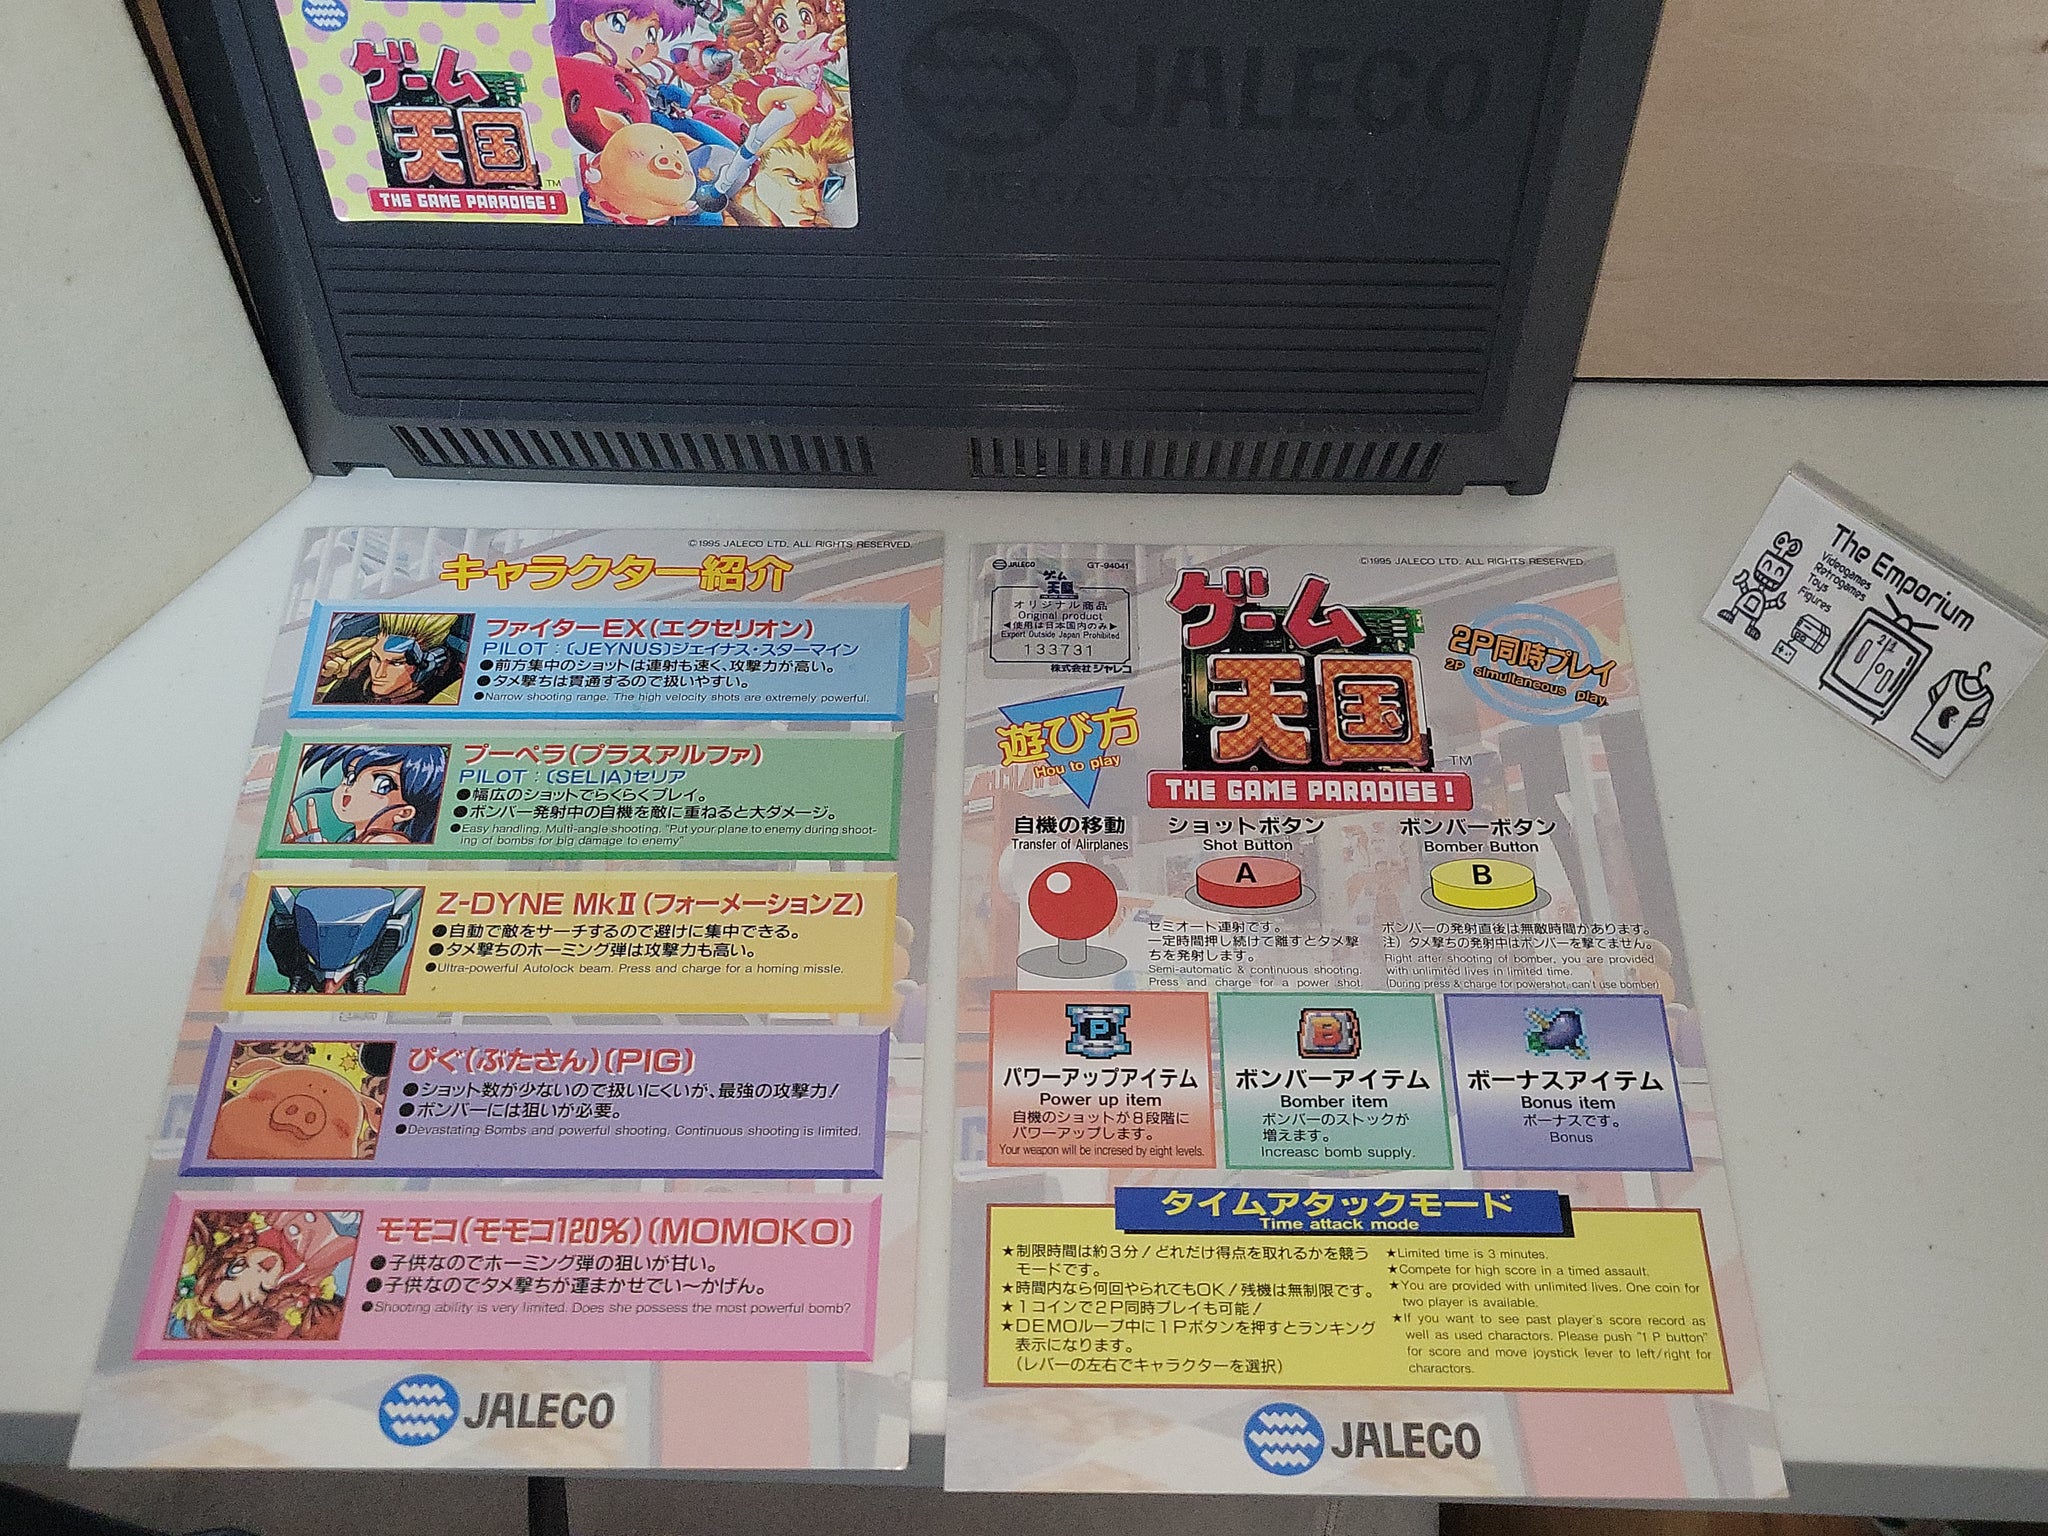 ゲーム
天国
TM
THE GAME PARADISE!
JALECO
©1995 JALECO LTD. ALL RIGHTS RESERVED.
キャラクター紹介
ファイターEX(エクセリオン)
PILOT：〔JEYNUS〕ジェイナス・スターマイン
●前方集中のショットは連射も速く、攻撃力が高い。
●タメ撃ちは貫通するので扱いやすい。
●Narrow shooting range. The high velocity shots are extremely powerful.
プーペラ(プラスアルファ)
PILOT：〔SELIA〕セリア
●幅広のショットでらくらくプレイ。
●ボンバー発射中の自機を敵に重ねると大ダメージ。
●Easy handling. Multi-angle shooting. "Put your plane to enemy during shoot-
ing of bombs for big damage to enemy"
Z-DYNE MkⅡ(フォーメーションZ)
●自動で敵をサーチするので避けに集中できる。
●タメ撃ちのホーミング弾は攻撃力も高い。
●Ultra-powerful Autolock beam. Press and charge for a homing missle.
ぴぐ(ぶたさん)(PIG)
●ショット数が少ないので扱いにくいが、最強の攻撃力!
●ボンバーには狙いが必要。
●Devastating Bombs and powerful shooting. Continuous shooting is limited.
モモコ(モモコ120%)(MOMOKO)
●子供なのでホーミング弾の狙いが甘い。
●子供なのでタメ撃ちが運まかせでい〜かげん。
●Shooting ability is very limited. Does she possess the most powerful bomb?
JALECO
JALECO GT-94041
©1995 JALECO LTD. ALL RIGHTS RESERVED.
ゲーム
天国
オリジナル商品
Original product
◀使用は日本国内のみ▶
Expert Outside Japan Prohibited
133731
株式会社ジャレコ
ゲーム
天国
TM
THE GAME PARADISE!
2P同時プレイ
2P simultaneous play.
遊び方
Hou to play
自機の移動
Transfer of Alirplanes
ショットボタン
Shot Button
A
セミオート連射です。
一定時間押し続けて離すとタメ撃
ちを発射します。
Semi-automatic & continuous shooting.
Press and charge for a power shot.
ボンバーボタン
Bomber Button
B
ボンバーの発射直後は無敵時間があります。
注）タメ撃ちの発射中はボンバーを撃てません。
Right after shooting of bomber, you are provided
with unlimited lives in limited time.
(During press & charge for powershot, can't use bomber)
P
パワーアップアイテム
Power up item
自機のショットが8段階に
パワーアップします。
Your weapon will be incresed by eight levels.
B
ボンバーアイテム
Bomber item
ボンバーのストックが
増えます。
Increasc bomb supply.
ボーナスアイテム
Bonus item
ボーナスです。
Bonus
タイムアタックモード
Time attack mode
★制限時間は約3分!どれだけ得点を取れるかを競う
モードです。
★時間内なら何回やられてもOK!残機は無制限です。
★1コインで2P同時プレイも可能!
★DEMOループ中に1Pボタンを押すとランキング
表示になります。
(レバーの左右でキャラクターを選択)
★Limited time is 3 minutes.
★Compete for high score in a timed assault.
★You are provided with unlimited lives. One coin for
two player is available.
★If you want to see past player's score record as
well as used charactors. Please push "1 P button"
for score and move joystick lever to left/right for
charactors.
JALECO
The Emporium
Videogames
Retrogames
Toys
Figures